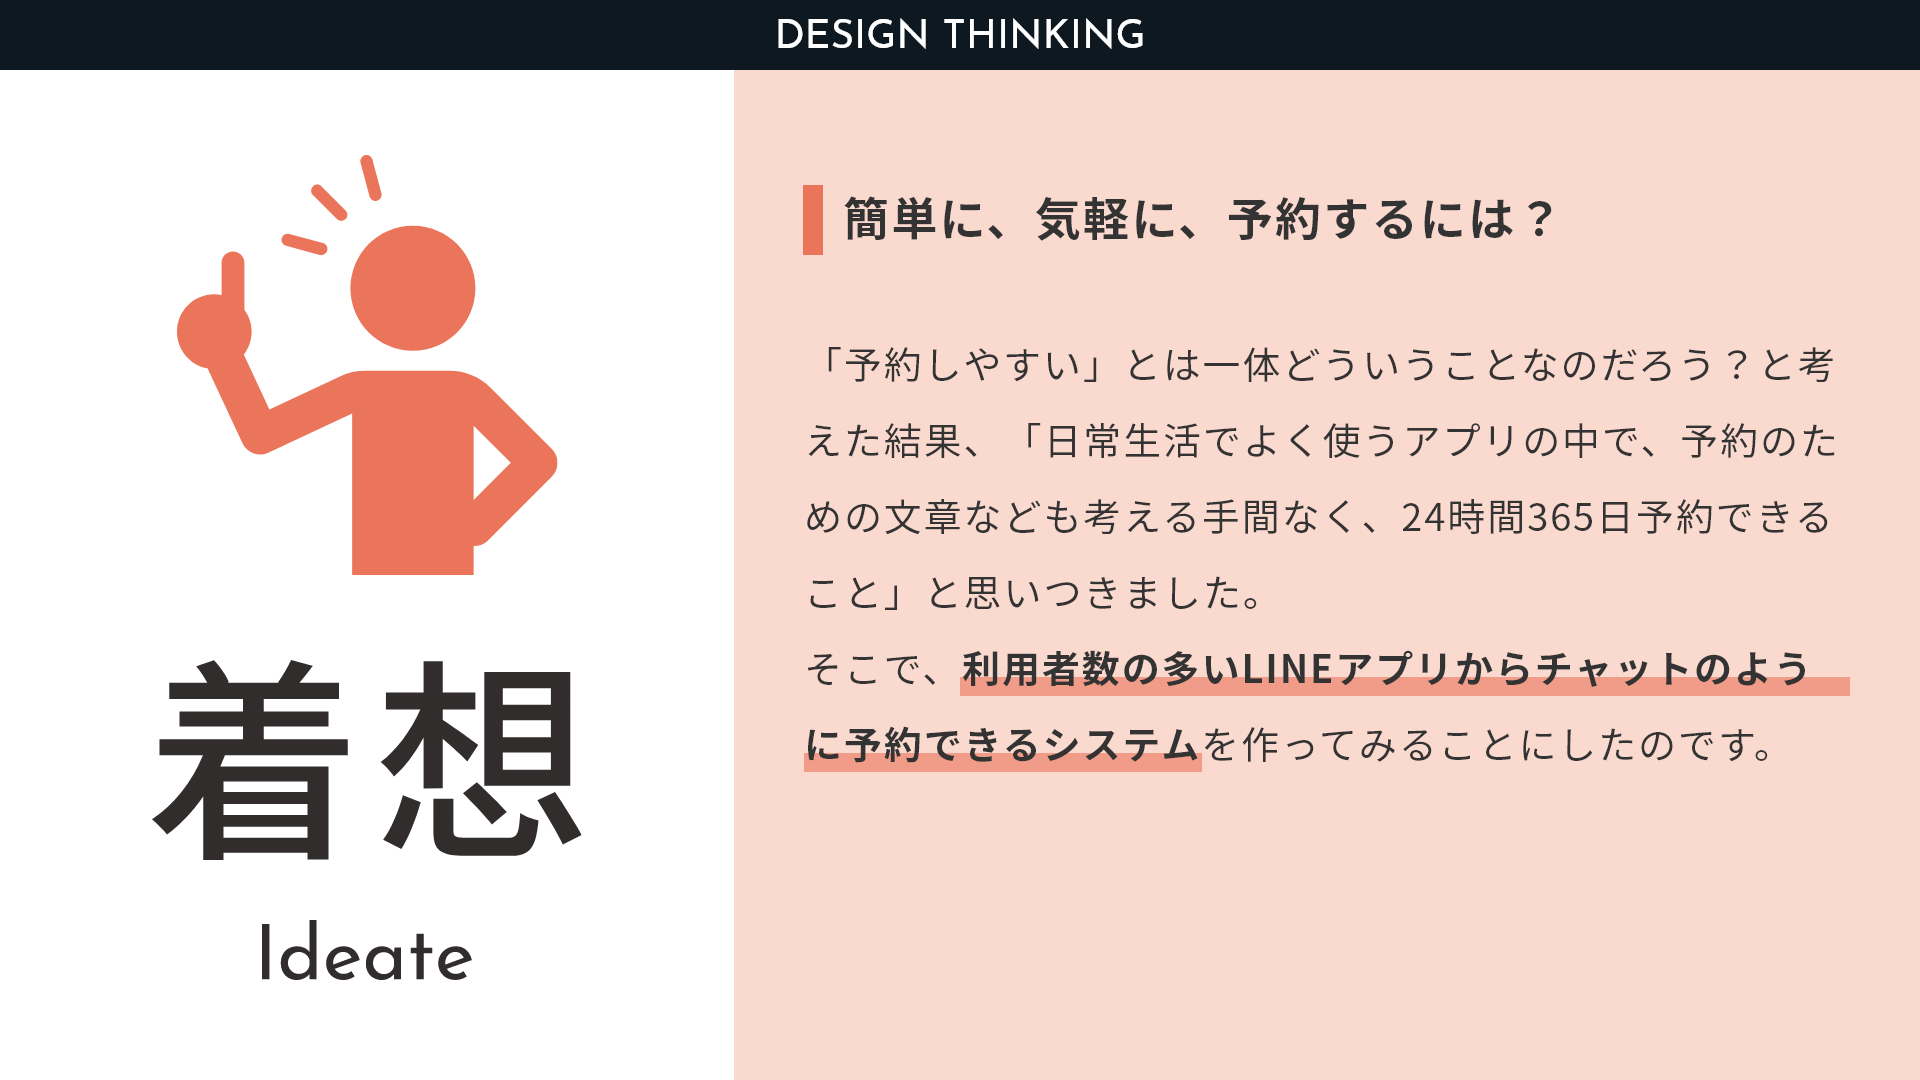 DESIGN THINKING
着想
Ideate
簡単に、気軽に、予約するには？
「予約しやすい」とは一体どういうことなのだろう？と考
えた結果、「日常生活でよく使うアプリの中で、予約のた
めの文章なども考える手間なく、24時間365日予約できる
こと」と思いつきました。
そこで、利用者数の多いLINEアプリからチャットのよう
に予約できるシステムを作ってみることにしたのです。